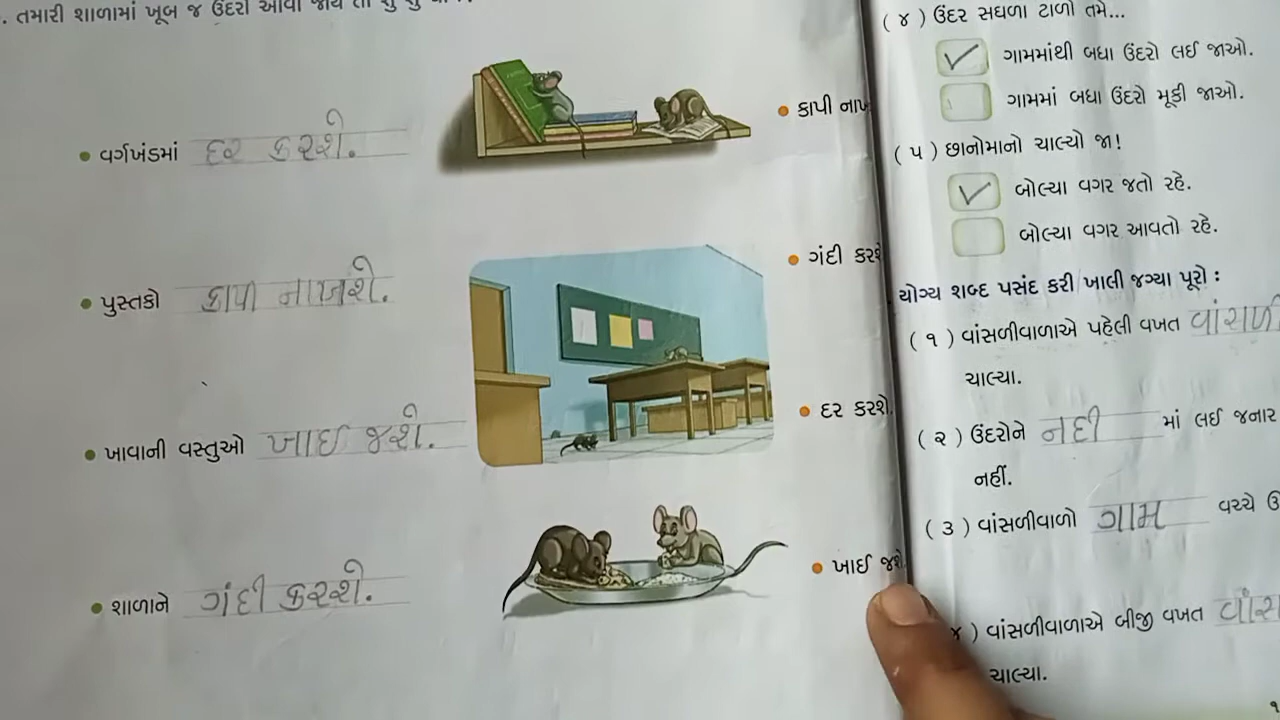 તમારી શાળામાં ખૂબ જ ઉંદરો આવી જાય તો શું શું
વર્ગખંડમાં દર કરશે.
કાપી નાખ
પુસ્તકો કાપી નાખશે.
ગંદી કરશે
ખાવાની વસ્તુઓ ખાઈ જશે.
દર કરશે.
શાળાને ગંદી કરશે.
ખાઈ જશે.
(૪) ઉંદર સઘળા ટાળો તમે...
ગામમાંથી બધા ઉંદરો લઈ જાઓ.
ગામમાં બધા ઉંદરો મૂકી જાઓ.
(૫) છાનોમાનો ચાલ્યો જા!
બોલ્યા વગર જતો રહે.
બોલ્યા વગર આવતો રહે.
યોગ્ય શબ્દ પસંદ કરી ખાલી જગ્યા પૂરો :
(૧) વાંસળીવાળાએ પહેલી વખત વાંસળ
ચાલ્યા.
(૨) ઉંદરોને નદી માં લઈ જનાર
નહીં.
(૩) વાંસળીવાળો ગામ વચ્ચે ઉ
૪) વાંસળીવાળાએ બીજી વખત વાંસ
ચાલ્યા.
૧